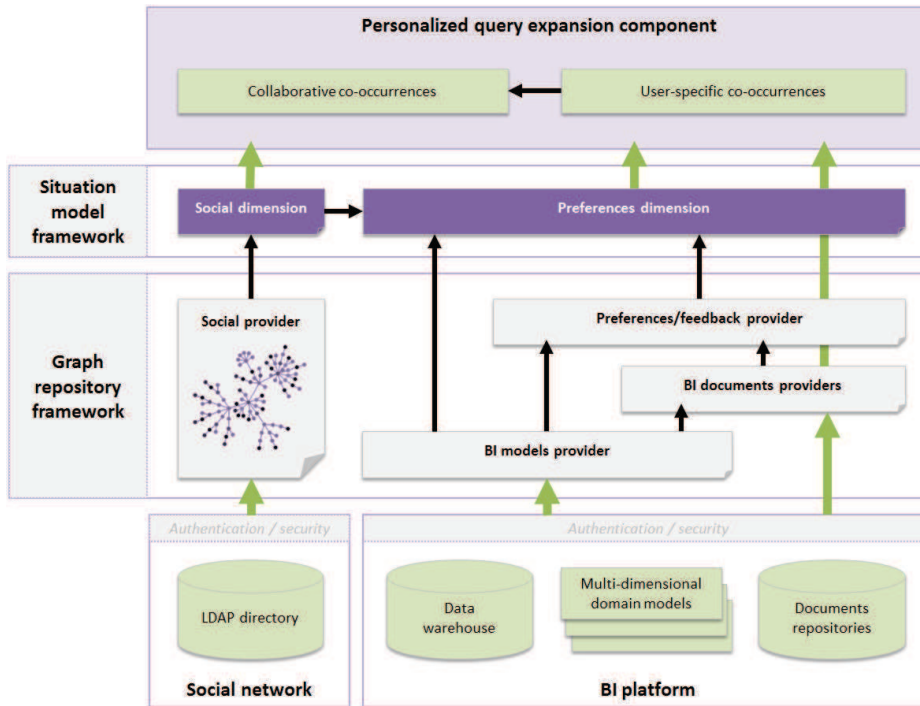 Personalized query expansion component
Collaborative co-occurrences
User-specific co-occurrences
Situation
model
framework
Social dimension
Preferences dimension
Graph
repository
framework
Social provider
Preferences/feedback provider
BI documents providers
BI models provider
Authentication / security
Authentication / security
LDAP directory
Data
warehouse
Multi-dimensional
domain models
Documents
repositories
Social network
BI platform